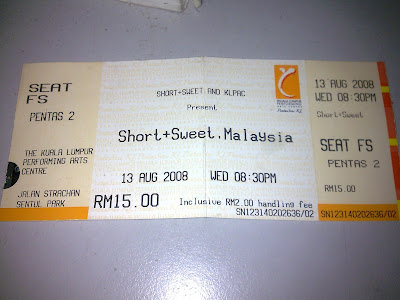 SEAT
FS
PENTAS 2
THE KUALA LUMPUR
PERFORMING ARTS
CENTRE
JALAN STRACHAN
SENTUL PARK
SHORT+SWEET AND KLPAC
Present
Short+Sweet,Malaysia
13 AUG 2008 WED 08:30PM
RM15.00 Inclusive RM2.00 handling fee
SN123140202636/02
13 AUG 2008
WED 08:30PM
Short+Sweet
SEAT FS
PENTAS 2
RM15.00
SN123140202636/02